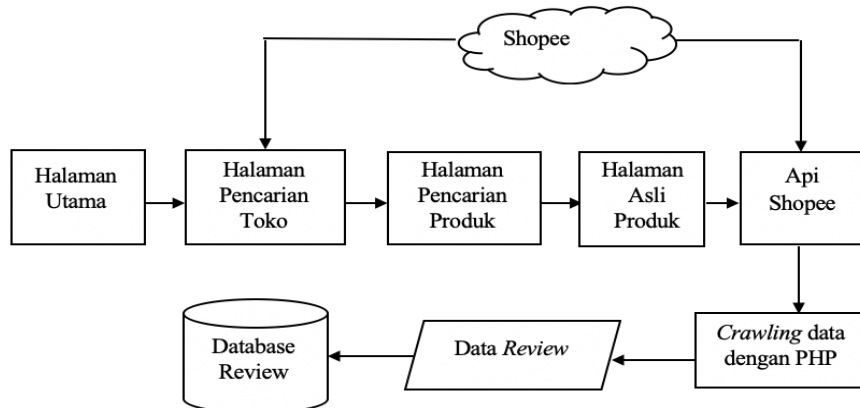 Shopee
Halaman
Utama
Halaman
Pencarian
Toko
Halaman
Pencarian
Produk
Halaman
Asli
Produk
Api
Shopee
Database
Review
Data Review
Crawling data
dengan PHP